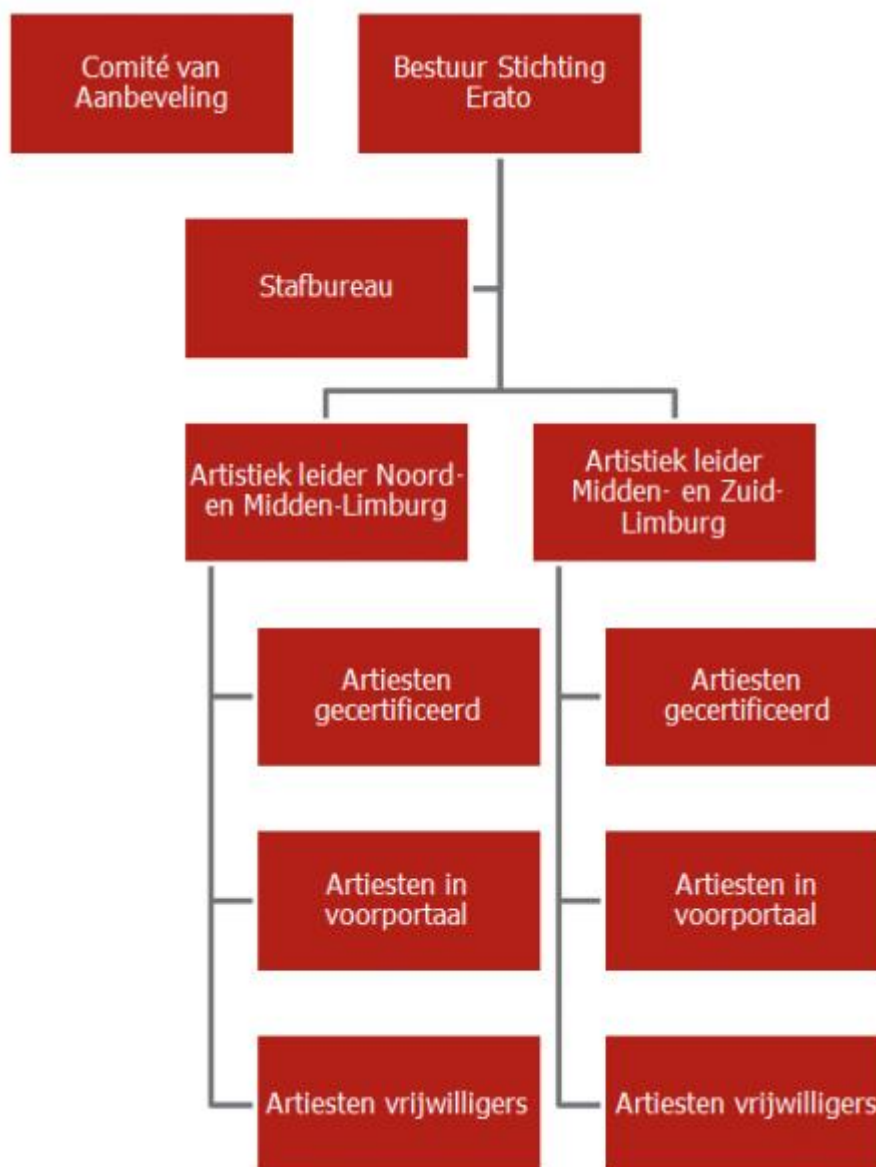 Comité van
Aanbeveling
Bestuur Stichting
Erato
Stafbureau
Artistiek leider Noord-
en Midden-Limburg
Artistiek leider
Midden- en Zuid-
Limburg
Artiesten
gecertificeerd
Artiesten
gecertificeerd
Artiesten in
voorportaal
Artiesten in
voorportaal
Artiesten vrijwilligers
Artiesten vrijwilligers